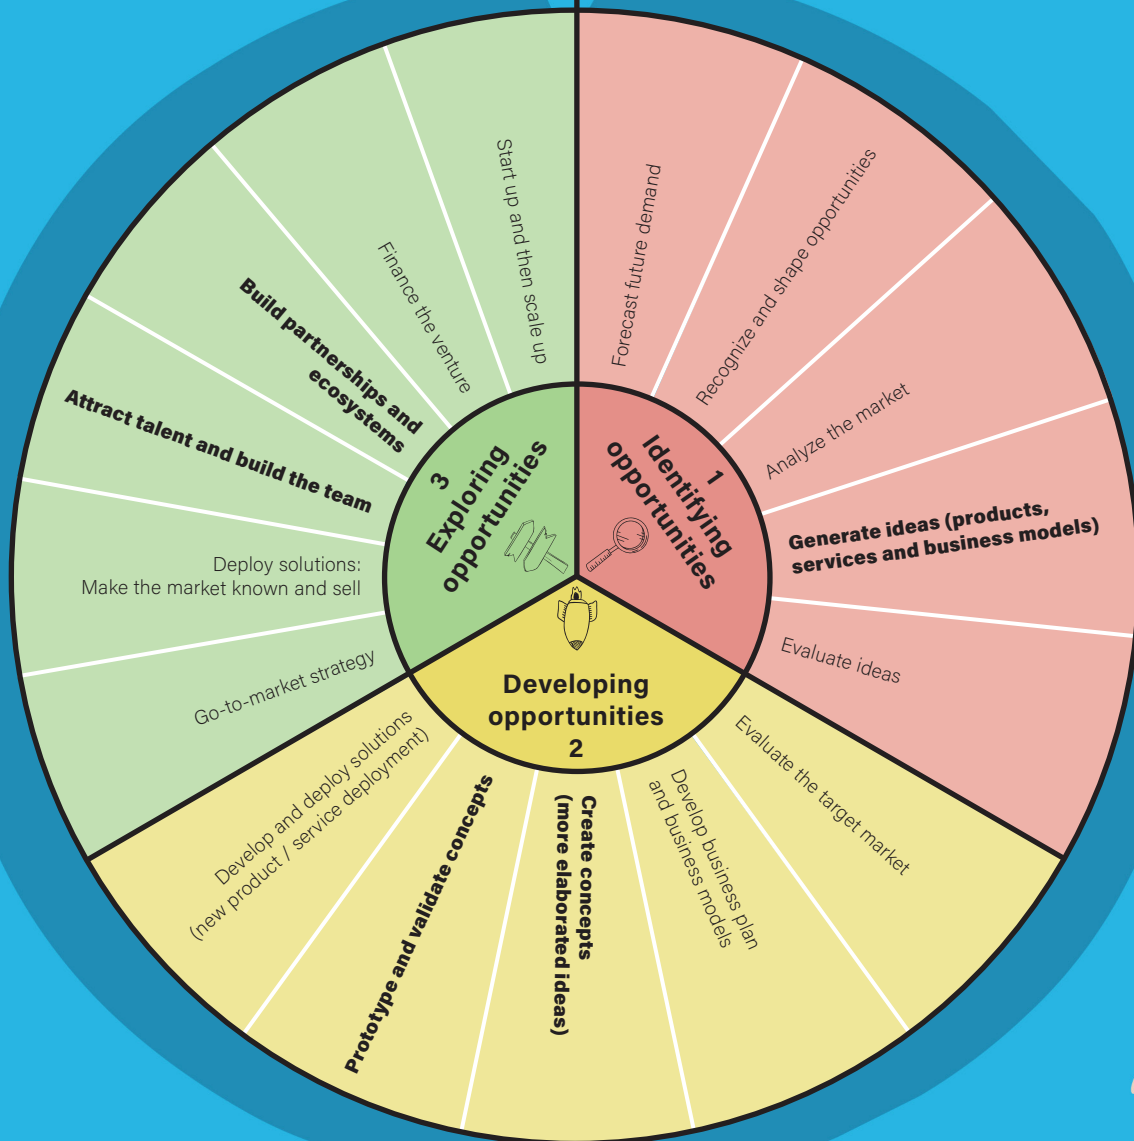 1
Identifying
opportunities
Forecast future demand
Recognize and shape opportunities
Analyze the market
Generate ideas (products,
services and business models)
Evaluate ideas
Developing
opportunities
2
Evaluate the target market
Develop business plan
and business models
Create concepts
(more elaborated ideas)
Prototype and validate concepts
Develop and deploy solutions
(new product / service deployment)
3
Exploring
opportunities
Go-to-market strategy
Deploy solutions:
Make the market known and sell
Attract talent and build the team
Build partnerships and
ecosystems
Finance the venture
Start up and then scale up